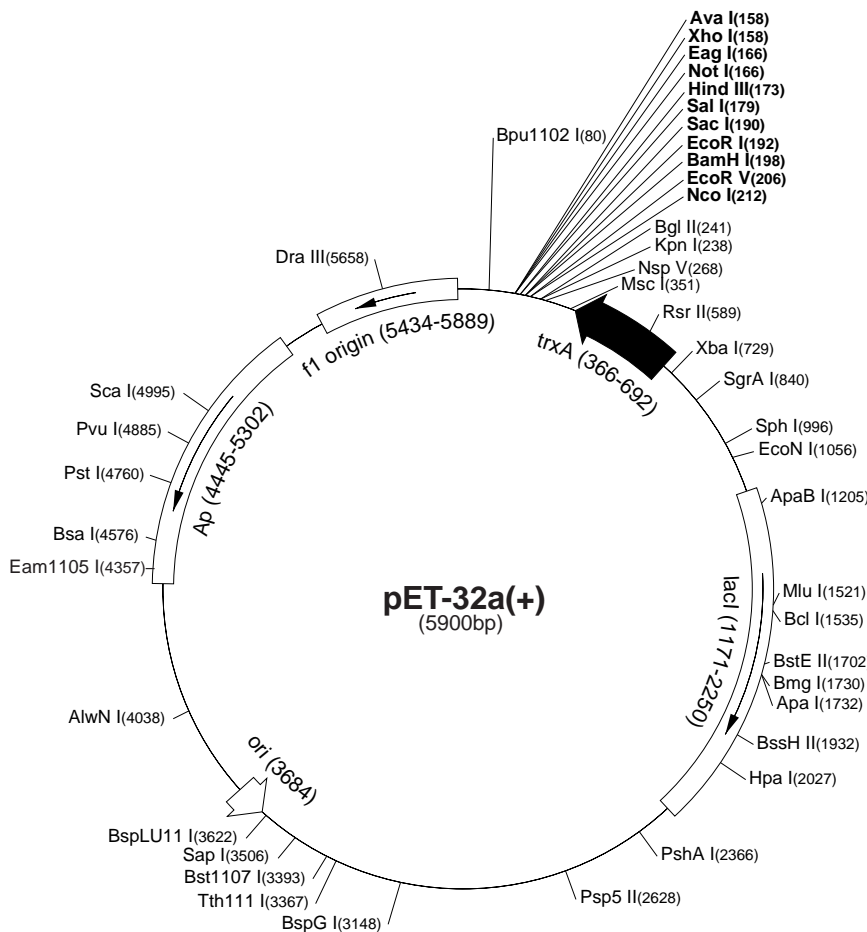 Ava I(158)
Xho I(158)
Eag I(166)
Not I(166)
Hind III(173)
Sal I(179)
Sac I(190)
EcoR I(192)
BamH I(198)
EcoR V(206)
Nco I(212)
Bpu1102 I(80)
Bgl II(241)
Kpn I(238)
Nsp V(268)
Msc I(351)
Dra III(5658)
Rsr II(589)
f1 origin (5434-5889)
trxA (366-692)
Xba I(729)
SgrA I(840)
Sca I(4995)
Pvu I(4885)
Sph I(996)
EcoN I(1056)
Pst I(4760)
Ap (4445-5302)
ApaB I(1205)
Bsa I(4576)
Eam1105 I(4357)
pET-32a(+)
(5900bp)
lacI (1171-2250)
Mlu I(1521)
Bcl I(1535)
BstE II(1702
Bmg I(1730)
Apa I(1732)
AlwN I(4038)
BssH II(1932)
Hpa I(2027)
ori (3684)
BspLU11 I(3622)
Sap I(3506)
Bst1107 I(3393)
Tth111 I(3367)
BspG I(3148)
PshA I(2366)
Psp5 II(2628)